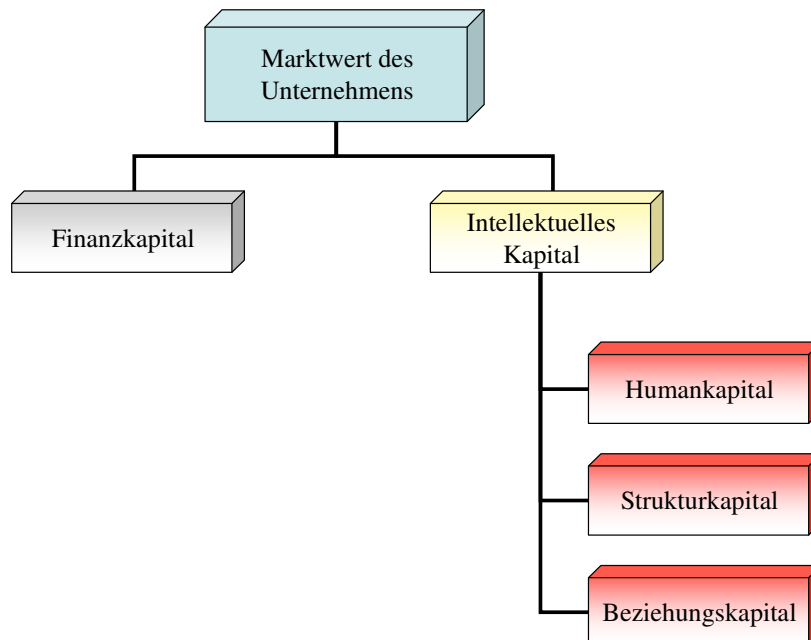 Marktwert des
Unternehmens
Finanzkapital
Intellektuelles
Kapital
Humankapital
Strukturkapital
Beziehungskapital